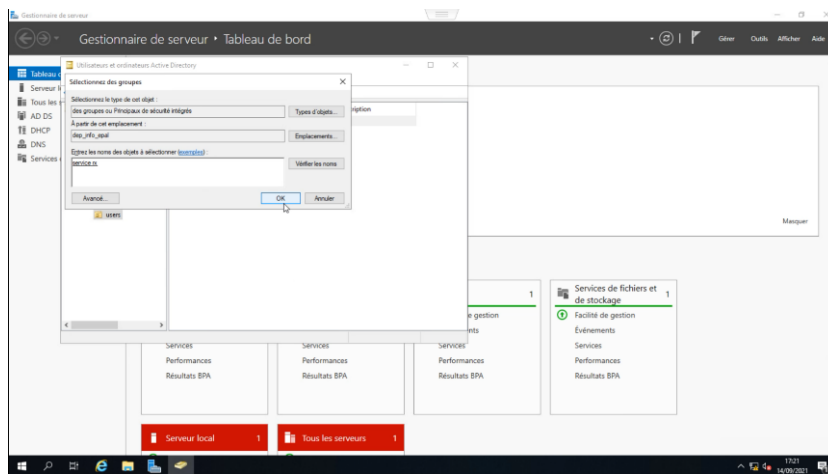 Gestionnaire de serveur
Gestionnaire de serveur • Tableau de bord
Gérer Outils Afficher Aide
Tableau
Serveur l
Tous les
AD DS
DHCP
DNS
Services
Utilisateurs et ordinateurs Active Directory
Sélectionnez des groupes
Sélectionnez le type de cet objet :
des groupes ou Principaux de sécurité intégrés
Types d'objets...
À partir de cet emplacement :
dep_info_epal
Emplacements...
Entrez les noms des objets à sélectionner (exemples) :
service rx
Vérifier les noms
Avancé...
OK
Annuler
ription
users
Masquer
1
e gestion
nts
Services
Performances
Résultats BPA
Services
Performances
Résultats BPA
Services
Performances
Résultats BPA
Services de fichiers et
de stockage
1
Facilité de gestion
Événements
Services
Performances
Résultats BPA
Serveur local 1
Tous les serveurs 1
17:21
14/09/2021